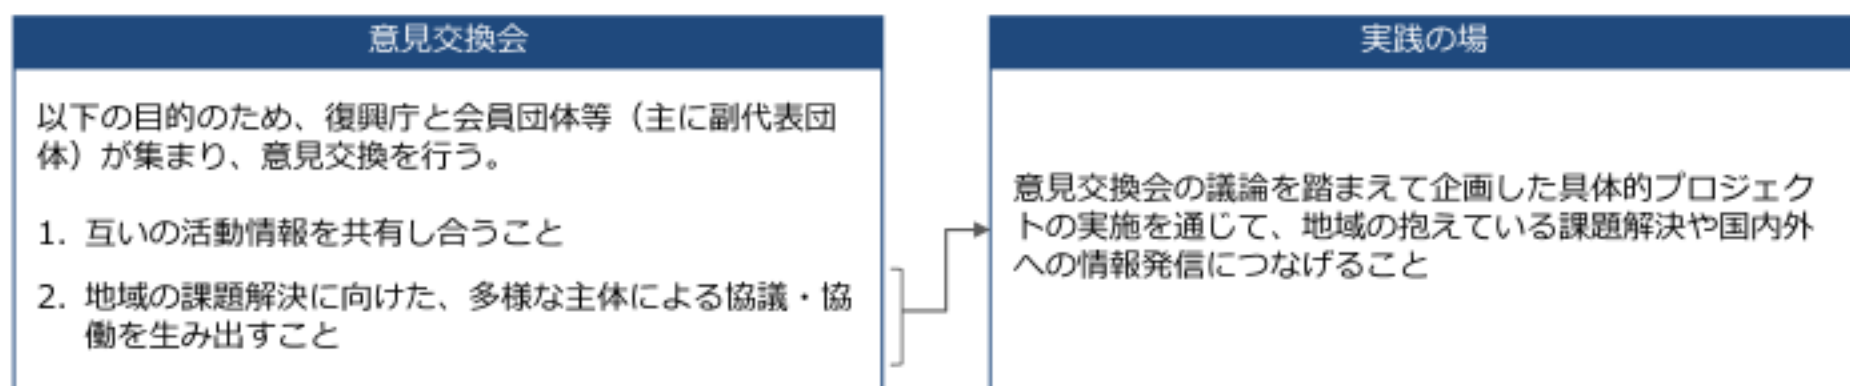 意見交換会
以下の目的のため、復興庁と会員団体等（主に副代表団
体）が集まり、意見交換を行う。
1. 互いの活動情報を共有し合うこと
2. 地域の課題解決に向けた、多様な主体による協議・協
働を生み出すこと
実践の場
意見交換会の議論を踏まえて企画した具体的プロジェク
トの実施を通じて、地域の抱えている課題解決や国内外
への情報発信につなげること